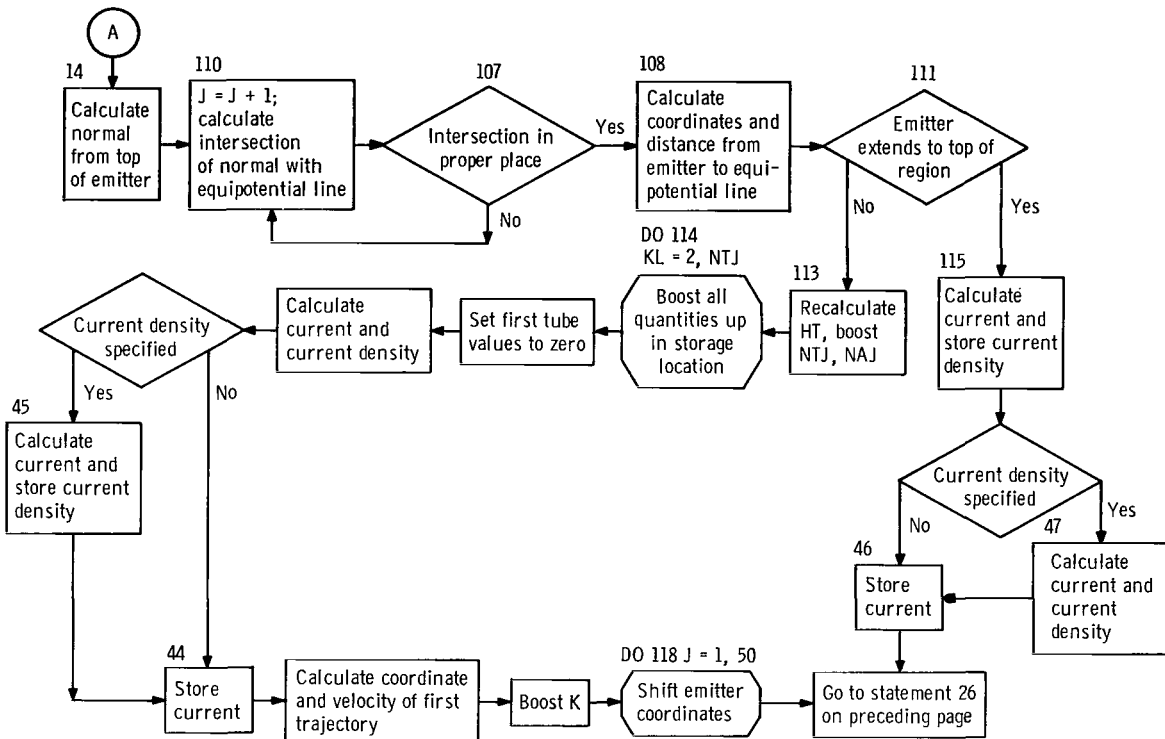 A
14
Calculate
normal
from top
of emitter
110
J = J + 1;
calculate
intersection
of normal with
equipotential line
107
Intersection in
proper place
Yes
No
108
Calculate
coordinates and
distance from
emitter to equi-
potential line
111
Emitter
extends to top of
region
No
Yes
DO 114
KL = 2, NTJ
Boost all
quantities up
in storage
location
113
Recalculate
HT, boost
NTJ, NAJ
115
Calculate
current and
store current
density
Set first tube
values to zero
Calculate
current and
current density
Current density
specified
Yes
No
45
Calculate
current and
store current
density
Current density
specified
No
Yes
46
Store
current
47
Calculate
current and
current
density
44
Store
current
Calculate coordinate
and velocity of first
trajectory
Boost K
DO 118 J = 1, 50
Shift emitter
coordinates
Go to statement 26
on preceding page